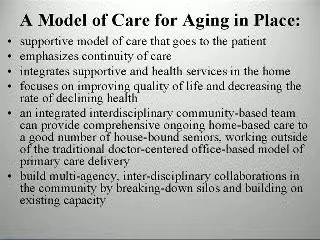 A Model of Care for Aging in Place:
• supportive model of care that goes to the patient
• emphasizes continuity of care
• integrates supportive and health services in the home
• focuses on improving quality of life and decreasing the
rate of declining health
• an integrated interdisciplinary community-based team
can provide comprehensive ongoing home-based care to
a good number of house-bound seniors, working outside
of the traditional doctor-centered office-based model of
primary care delivery
• build multi-agency, inter-disciplinary collaborations in
the community by breaking-down silos and building on
existing capacity